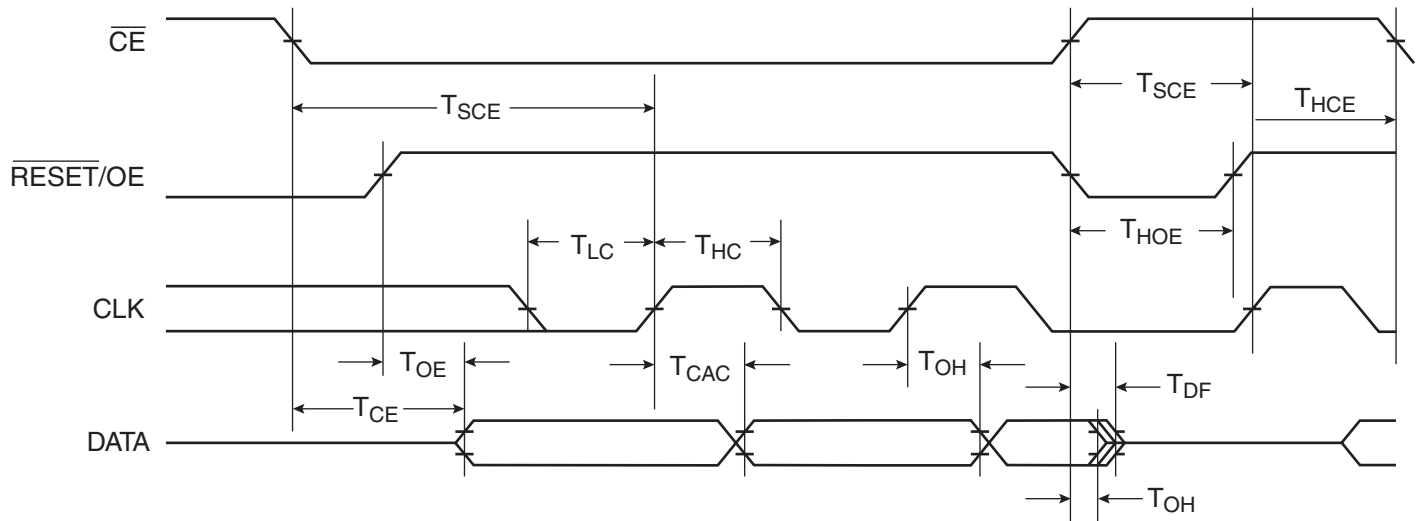 CE
T_SCE
T_SCE
T_HCE
RESET/OE
T_LC
T_HC
T_HOE
CLK
T_OE
T_CAC
T_OH
T_DF
T_CE
DATA
T_OH